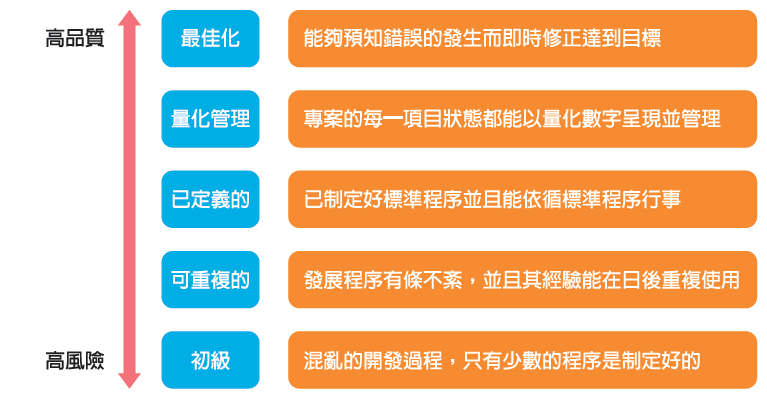 高品質
最佳化
能夠預知錯誤的發生而即時修正達到目標
量化管理
專案的每一項目狀態都能以量化數字呈現並管理
已定義的
已制定好標準程序並且能依循標準程序行事
可重複的
發展程序有條不紊，並且其經驗能在日後重複使用
高風險
初級
混亂的開發過程，只有少數的程序是制定好的